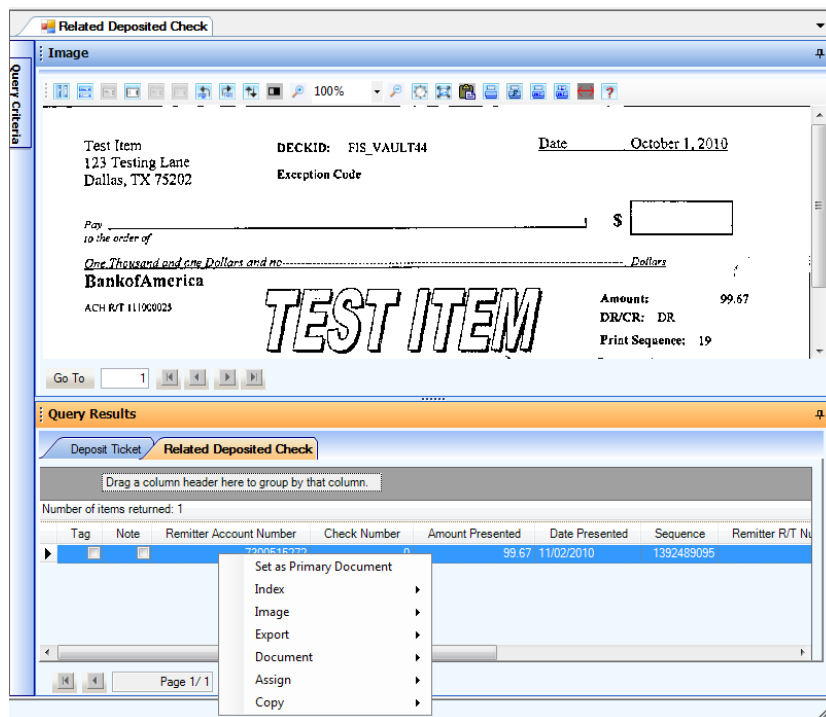 Related Deposited Check
Query Criteria
Image
100%
Test Item
123 Testing Lane
Dallas, TX 75202
DECKID: FIS_VAULT44
Exception Code
Date October 1, 2010
Pay
to the order of
$
One Thousand and one Dollars and no Dollars
BankofAmerica
ACH R/T 111000025
TEST ITEM
Amount: 99.67
DR/CR: DR
Print Sequence: 19
Go To 1
Query Results
Deposit Ticket Related Deposited Check
Drag a column header here to group by that column.
Number of items returned: 1
Tag Note Remitter Account Number Check Number Amount Presented Date Presented Sequence Remitter R/T Nu
0 99.67 11/02/2010 1392489095
Set as Primary Document
Index
Image
Export
Document
Assign
Copy
Page 1/ 1